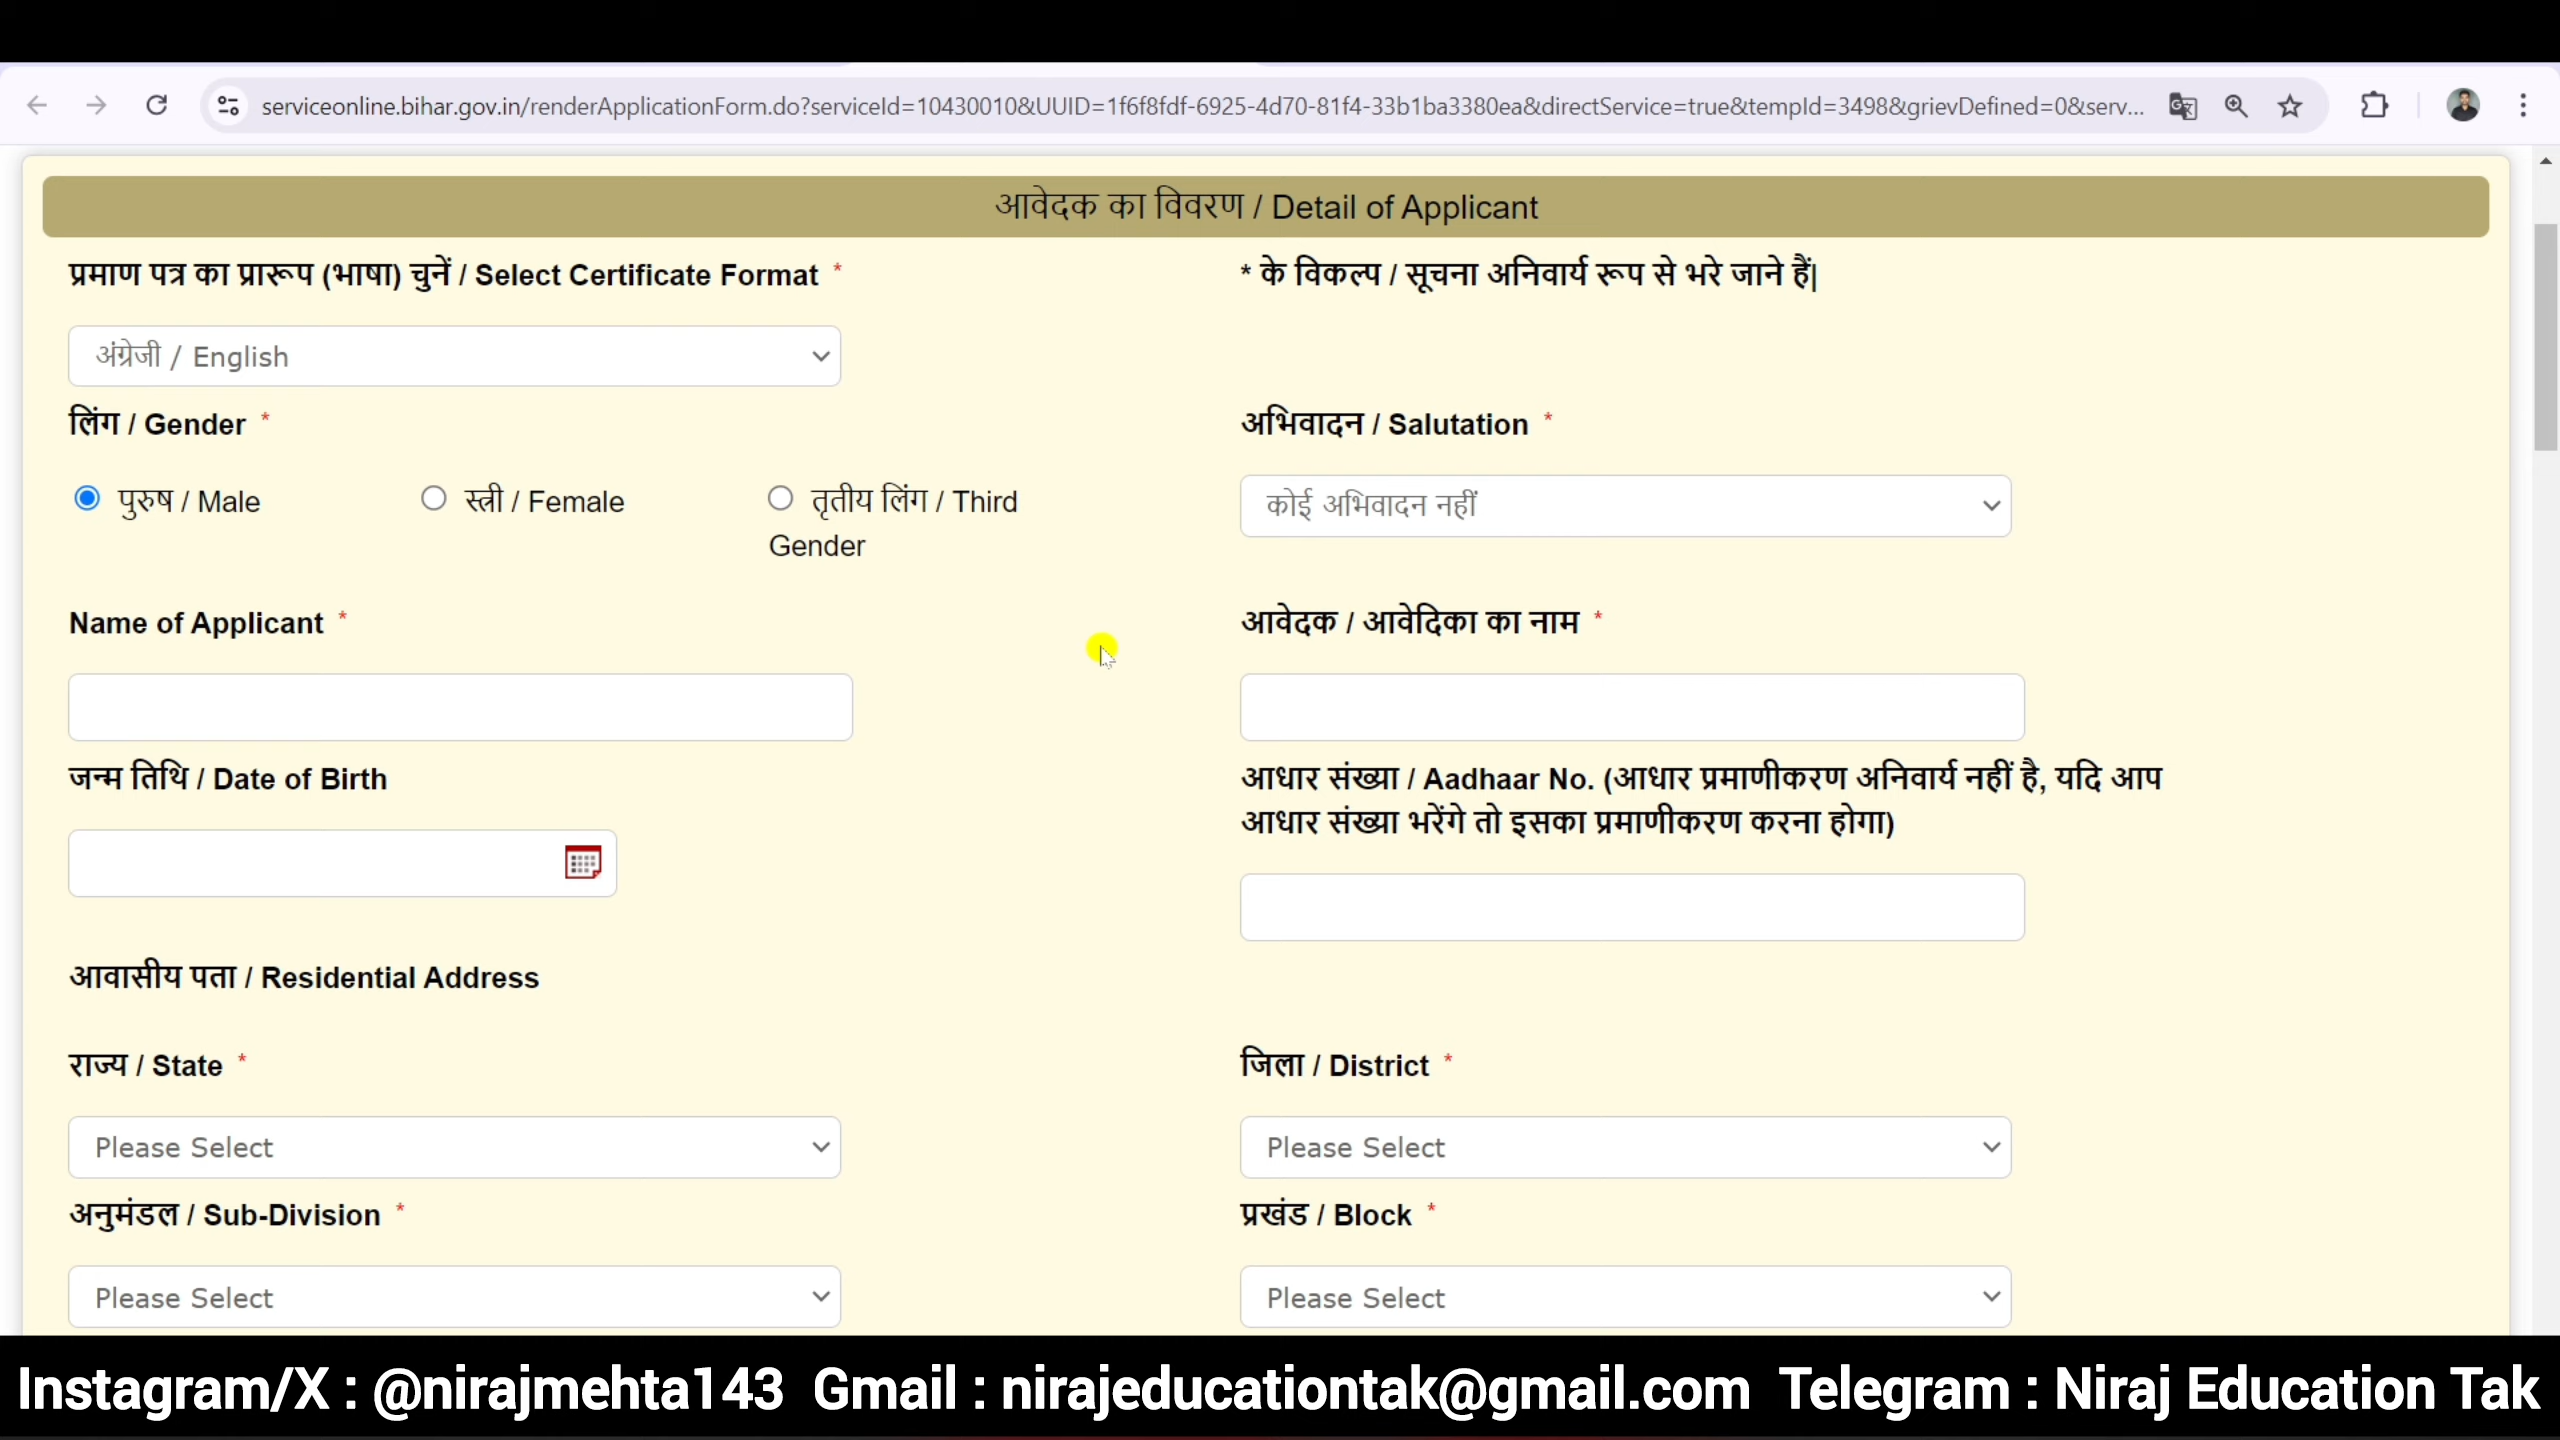 serviceonline.bihar.gov.in/renderApplicationForm.do?serviceId=10430010&UUID=1f6f8fdf-6925-4d70-81f4-33b1ba3380ea&directService=true&tempId=3498&grievDefined=0&serv...
आवेदक का विवरण / Detail of Applicant
प्रमाण पत्र का प्रारूप (भाषा) चुनें / Select Certificate Format *
* के विकल्प / सूचना अनिवार्य रूप से भरे जाने हैं|
अंग्रेजी / English
लिंग / Gender *
अभिवादन / Salutation *
पुरुष / Male
स्त्री / Female
तृतीय लिंग / Third
Gender
कोई अभिवादन नहीं
Name of Applicant *
आवेदक / आवेदिका का नाम *
जन्म तिथि / Date of Birth
आधार संख्या / Aadhaar No. (आधार प्रमाणीकरण अनिवार्य नहीं है, यदि आप
आधार संख्या भरेंगे तो इसका प्रमाणीकरण करना होगा)
आवासीय पता / Residential Address
राज्य / State *
जिला / District *
Please Select
Please Select
अनुमंडल / Sub-Division *
प्रखंड / Block *
Please Select
Please Select
Instagram/X : @nirajmehta143 Gmail : nirajeducationtak@gmail.com Telegram : Niraj Education Tak